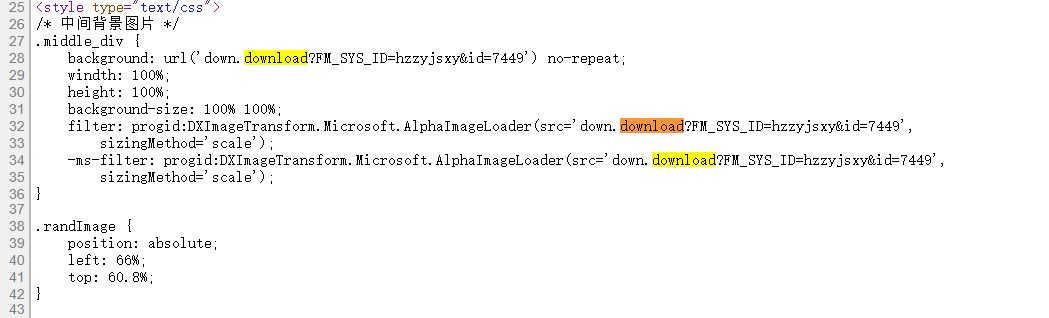 25 <style type="text/css">
26 /* 中间背景图片 */
27 .middle_div {
28     background: url('down.download?FM_SYS_ID=hzzyjsxy&id=7449') no-repeat;
29     windth: 100%;
30     height: 100%;
31     background-size: 100% 100%;
32     filter: progid:DXImageTransform.Microsoft.AlphaImageLoader(src='down.download?FM_SYS_ID=hzzyjsxy&id=7449',
33         sizingMethod='scale');
34     -ms-filter: progid:DXImageTransform.Microsoft.AlphaImageLoader(src='down.download?FM_SYS_ID=hzzyjsxy&id=7449',
35         sizingMethod='scale');
36 }
37
38 .randImage {
39     position: absolute;
40     left: 66%;
41     top: 60.8%;
42 }
43